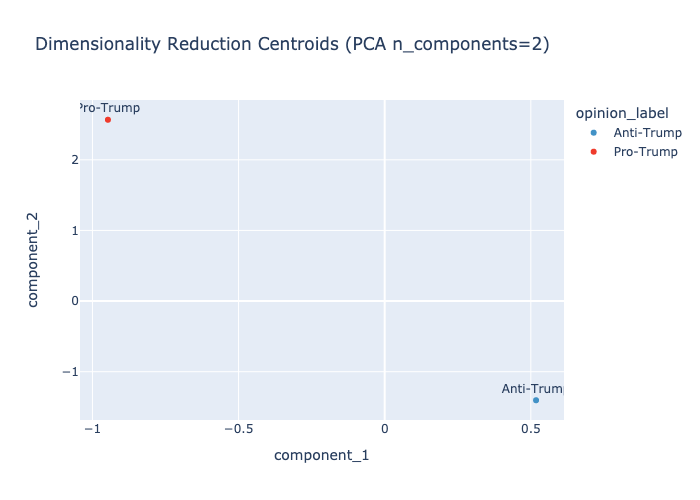 Dimensionality Reduction Centroids (PCA n_components=2)
opinion_label
Anti-Trump
Pro-Trump
Pro-Trump
2
1
0
−1
component_2
Anti-Trump
−1
−0.5
0
0.5
component_1